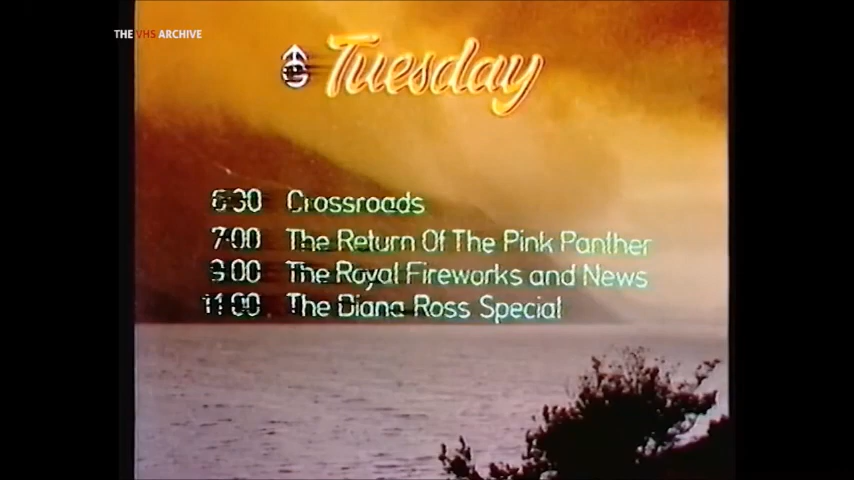 THE VHS ARCHIVE
Tuesday
6:30 Crossroads
7:00 The Return Of The Pink Panther
9:00 The Royal Fireworks and News
11:00 The Diana Ross Special